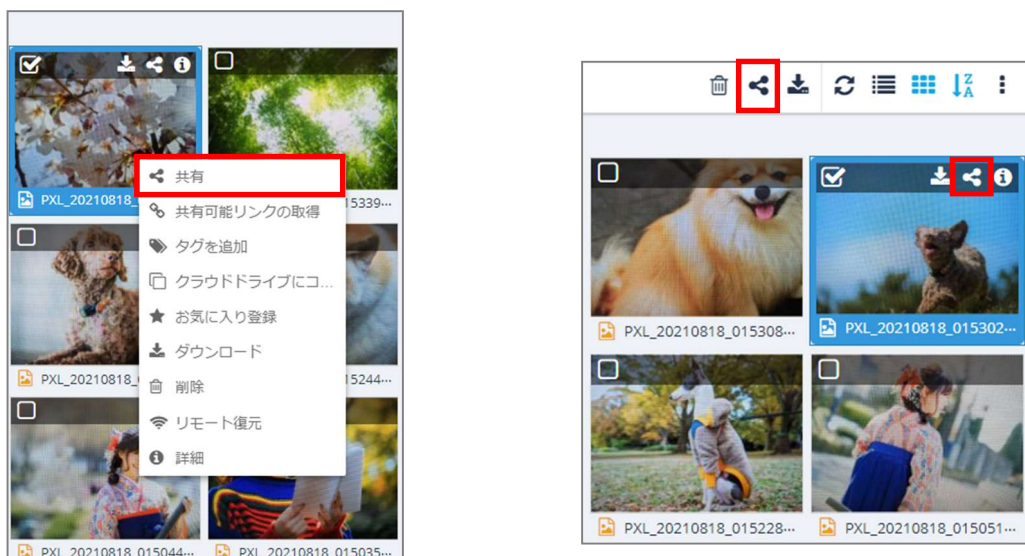 共有
PXL_20210818_
15339...
共有可能リンクの取得
タグを追加
クラウドドライブにコ...
お気に入り登録
ダウンロード
PXL_20210818_
15244...
削除
リモート復元
詳細
PXL_20210818_015044...
PXL_20210818_015035...
Z
A
PXL_20210818_015308...
PXL_20210818_015302...
PXL_20210818_015228...
PXL_20210818_015051...